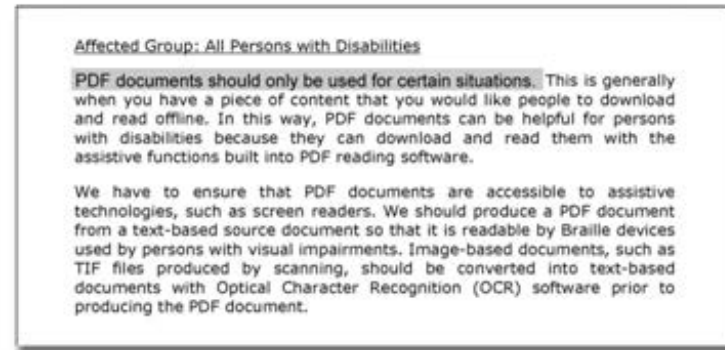 Affected Group: All Persons with Disabilities
PDF documents should only be used for certain situations. This is generally
when you have a piece of content that you would like people to download
and read offline. In this way, PDF documents can be helpful for persons
with disabilities because they can download and read them with the
assistive functions built into PDF reading software.
We have to ensure that PDF documents are accessible to assistive
technologies, such as screen readers. We should produce a PDF document
from a text-based source document so that it is readable by Braille devices
used by persons with visual impairments. Image-based documents, such as
TIF files produced by scanning, should be converted into text-based
documents with Optical Character Recognition (OCR) software prior to
producing the PDF document.